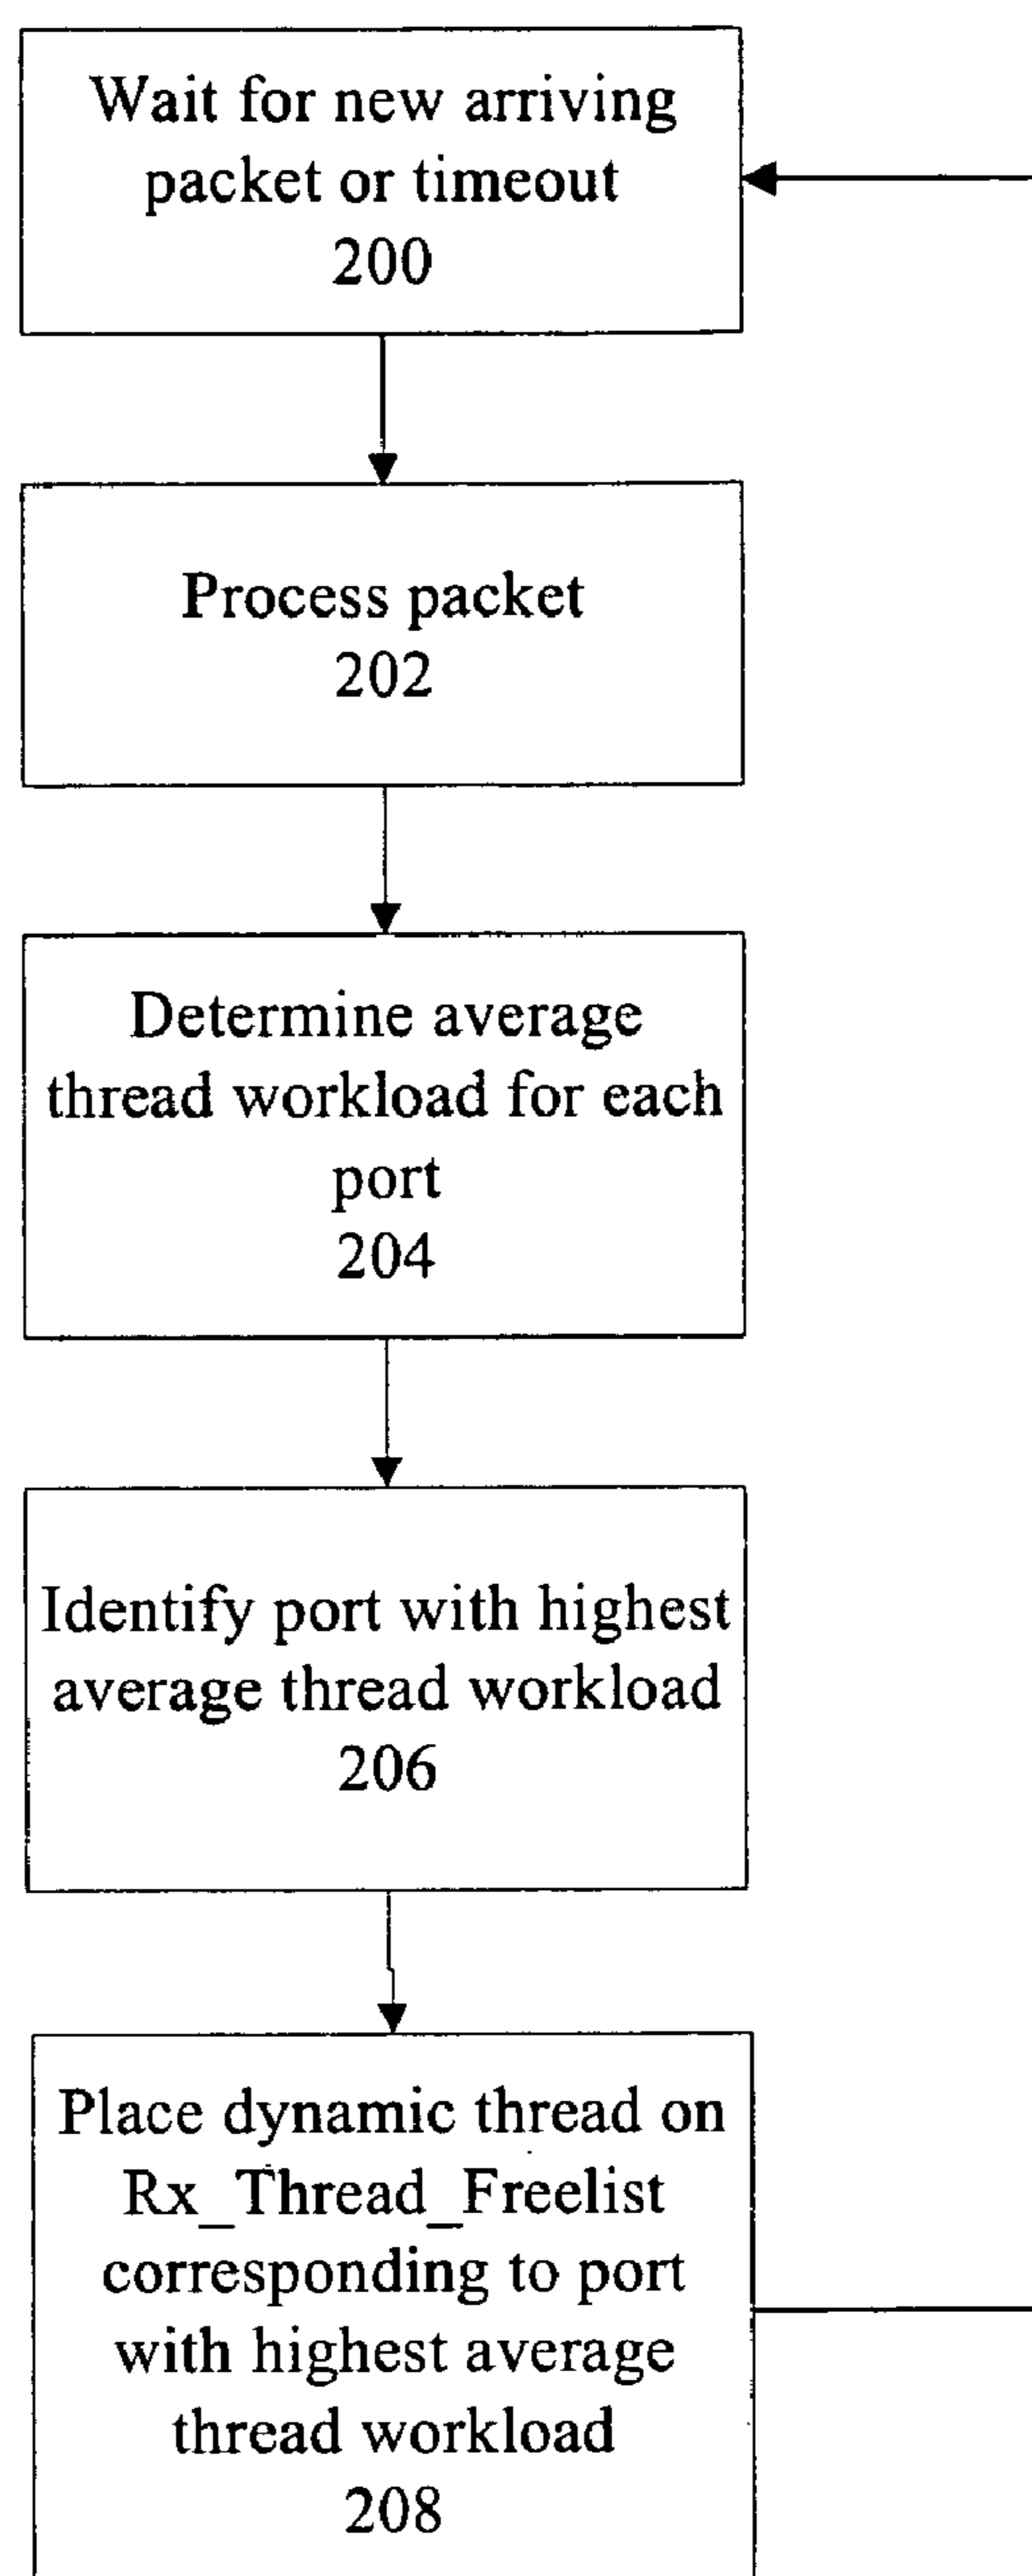 Wait for new arriving
packet or timeout
200
Process packet
202
Determine average
thread workload for each
port
204
Identify port with highest
average thread workload
206
Place dynamic thread on
Rx_Thread_Freelist
corresponding to port
with highest average
thread workload
208